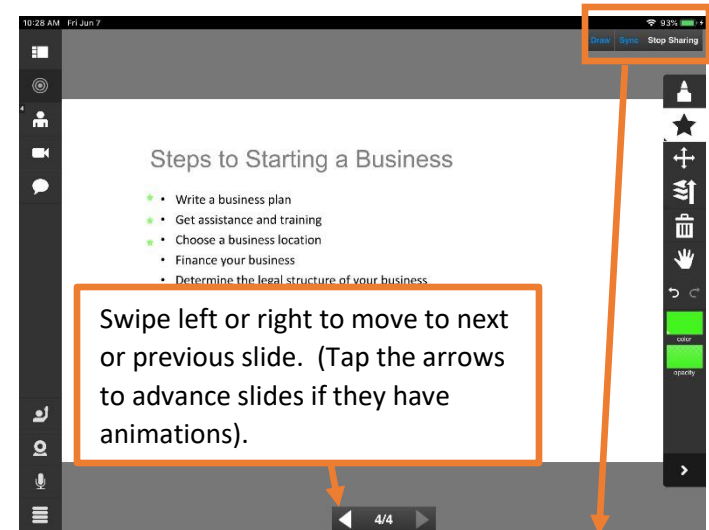 10:28 AM Fri Jun 7
93%
Draw Sync Stop Sharing
Steps to Starting a Business
• Write a business plan
• Get assistance and training
• Choose a business location
• Finance your business
• Determine the legal structure of your business
Swipe left or right to move to next
or previous slide. (Tap the arrows
to advance slides if they have
animations).
color
opacity
4/4